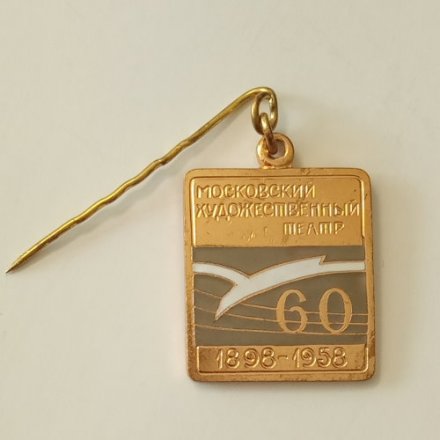 МОСКОВСКИЙ
ХУДОЖЕСТВЕННЫЙ
ТЕАТР
60
1898-1958